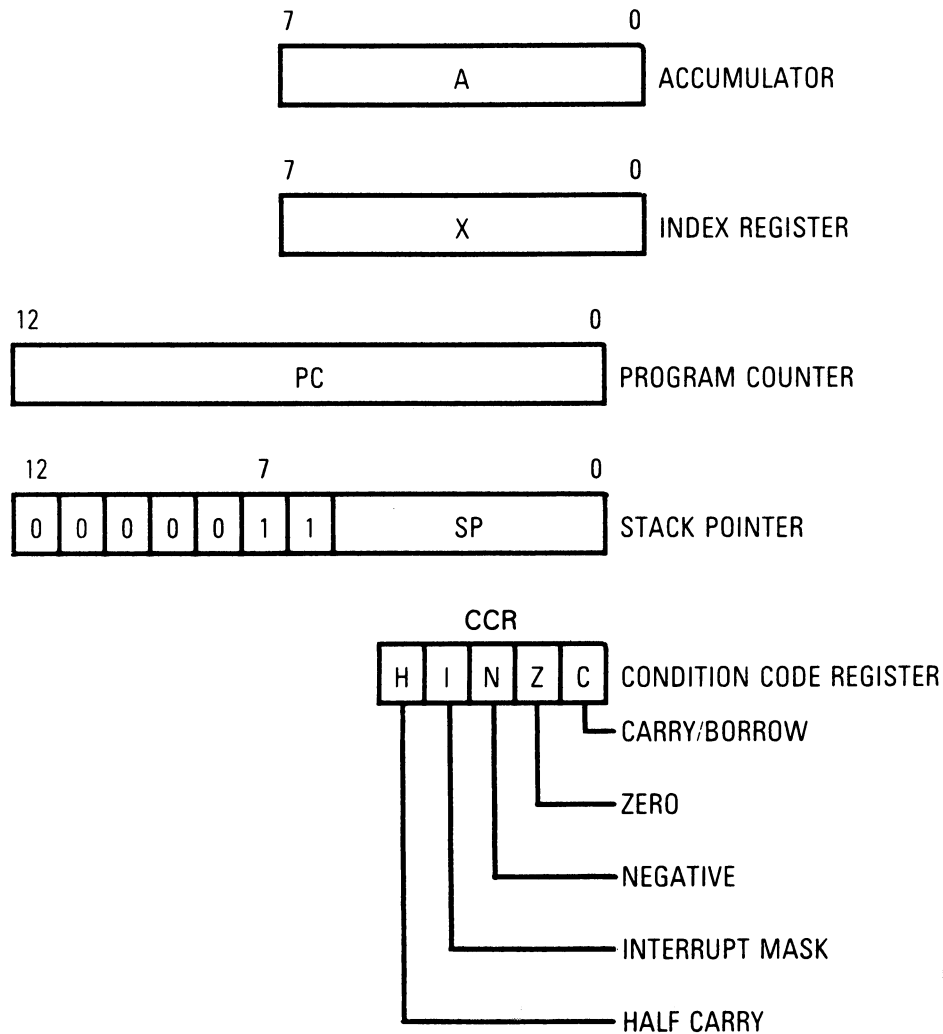 7 0
A ACCUMULATOR
7 0
X INDEX REGISTER
12 0
PC PROGRAM COUNTER
12 7 0
0 0 0 0 0 1 1 SP STACK POINTER
CCR
H I N Z C CONDITION CODE REGISTER
CARRY/BORROW
ZERO
NEGATIVE
INTERRUPT MASK
HALF CARRY